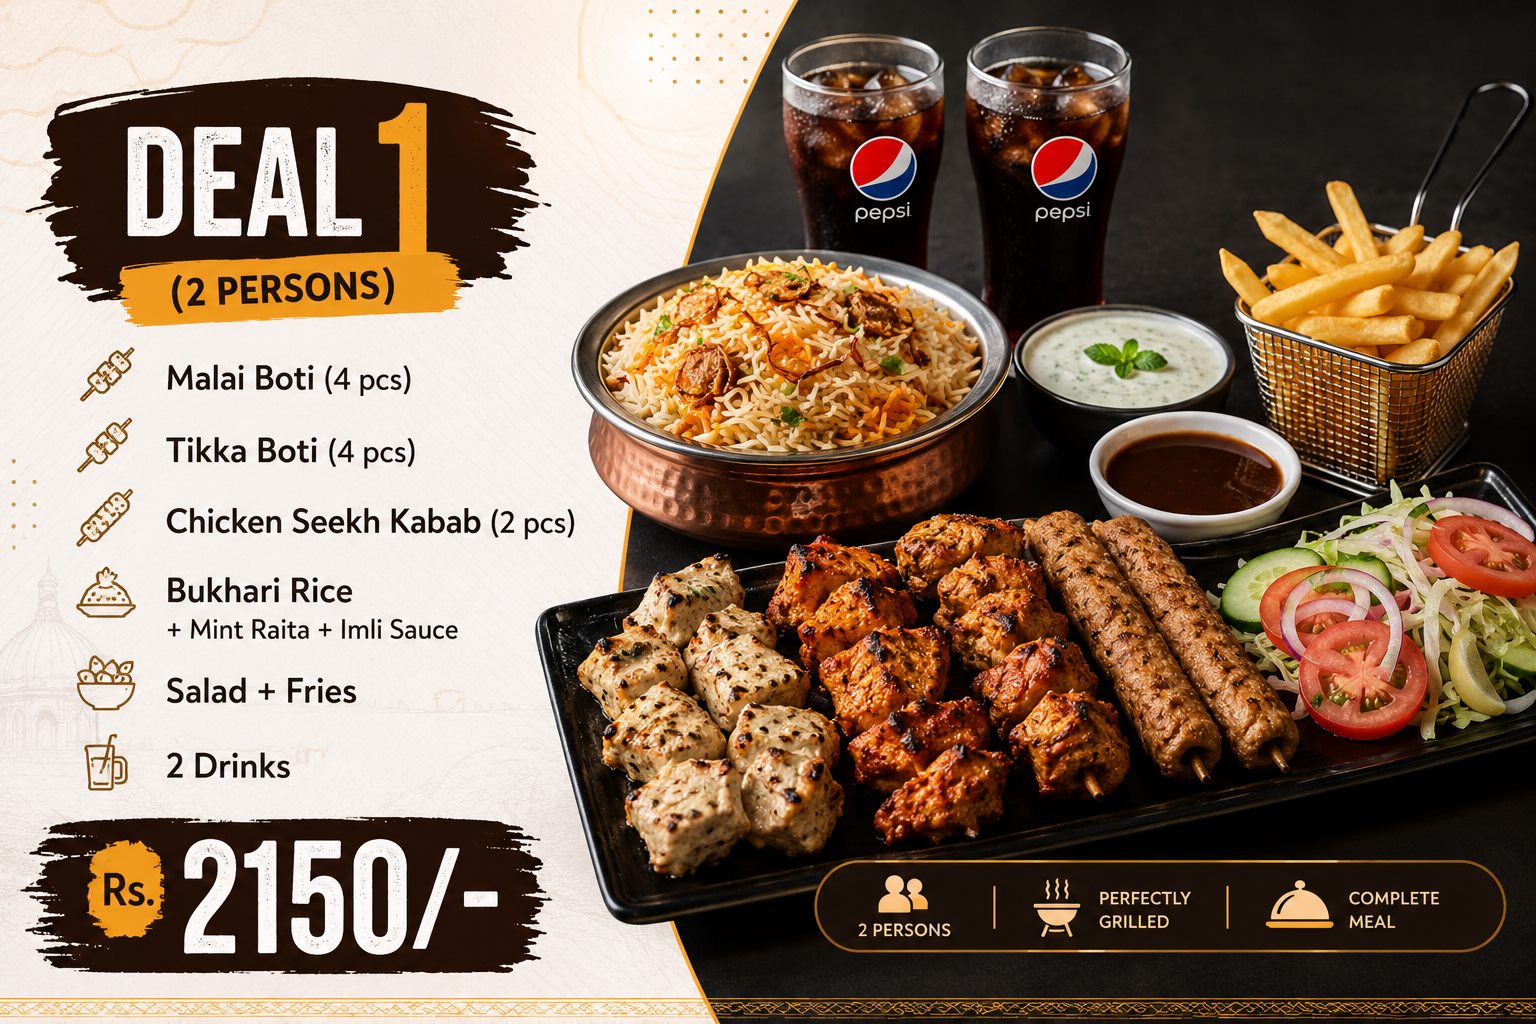 DEAL 1
(2 PERSONS)
Malai Boti (4 pcs)
Tikka Boti (4 pcs)
Chicken Seekh Kabab (2 pcs)
Bukhari Rice
+ Mint Raita + Imli Sauce
Salad + Fries
2 Drinks
Rs. 2150/-
pepsi
pepsi
2 PERSONS
PERFECTLY
GRILLED
COMPLETE
MEAL